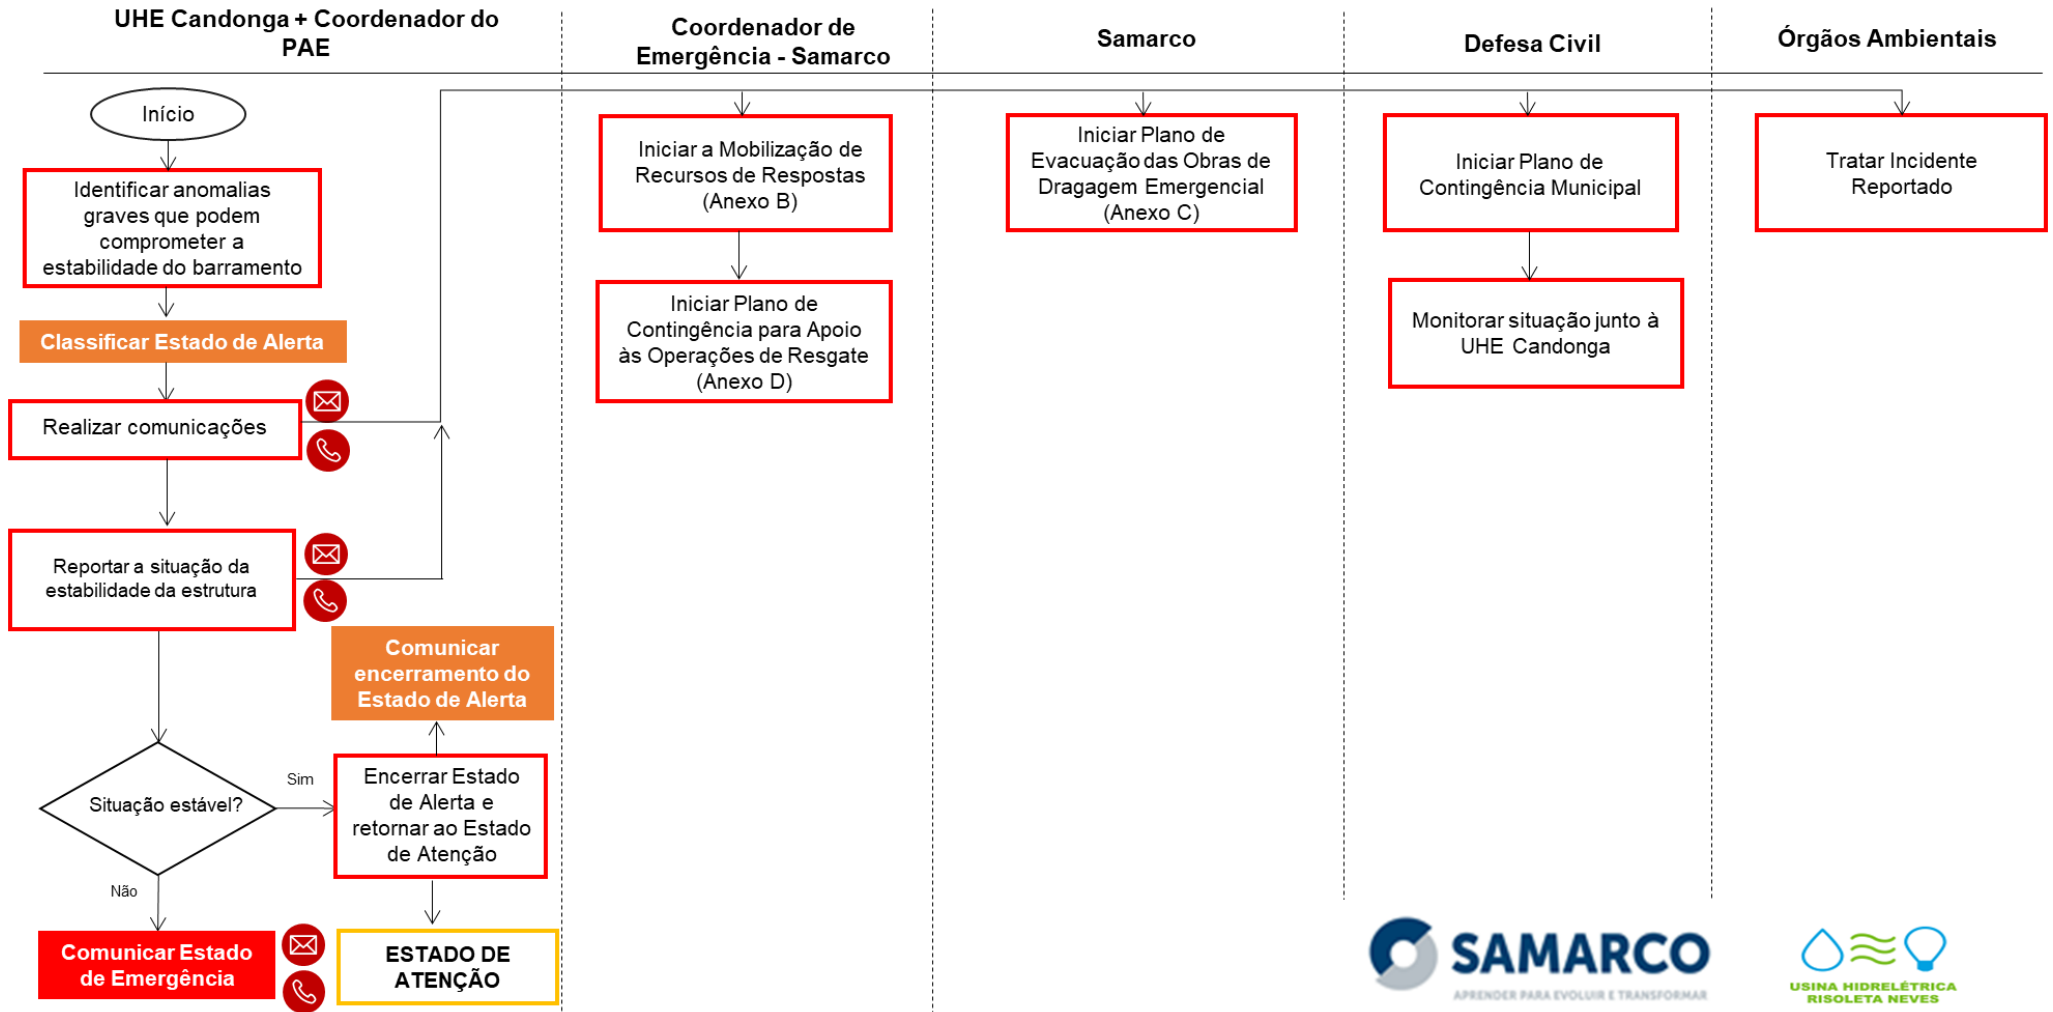 UHE Candonga + Coordenador do
PAE
Coordenador de
Emergência - Samarco
Samarco
Defesa Civil
Órgãos Ambientais
Início
Identificar anomalias
graves que podem
comprometer a
estabilidade do barramento
Classificar Estado de Alerta
Realizar comunicações
Reportar a situação da
estabilidade da estrutura
Comunicar
encerramento do
Estado de Alerta
Situação estável?
Sim
Encerrar Estado
de Alerta e
retornar ao Estado
de Atenção
Não
Comunicar Estado
de Emergência
ESTADO DE
ATENÇÃO
Iniciar a Mobilização de
Recursos de Respostas
(Anexo B)
Iniciar Plano de
Contingência para Apoio
às Operações de Resgate
(Anexo D)
Iniciar Plano de
Evacuação das Obras de
Dragagem Emergencial
(Anexo C)
Iniciar Plano de
Contingência Municipal
Monitorar situação junto à
UHE Candonga
Tratar Incidente
Reportado
SAMARCO
APRENDER PARA EVOLUIR E TRANSFORMAR
USINA HIDRELÉTRICA
RISOLETA NEVES